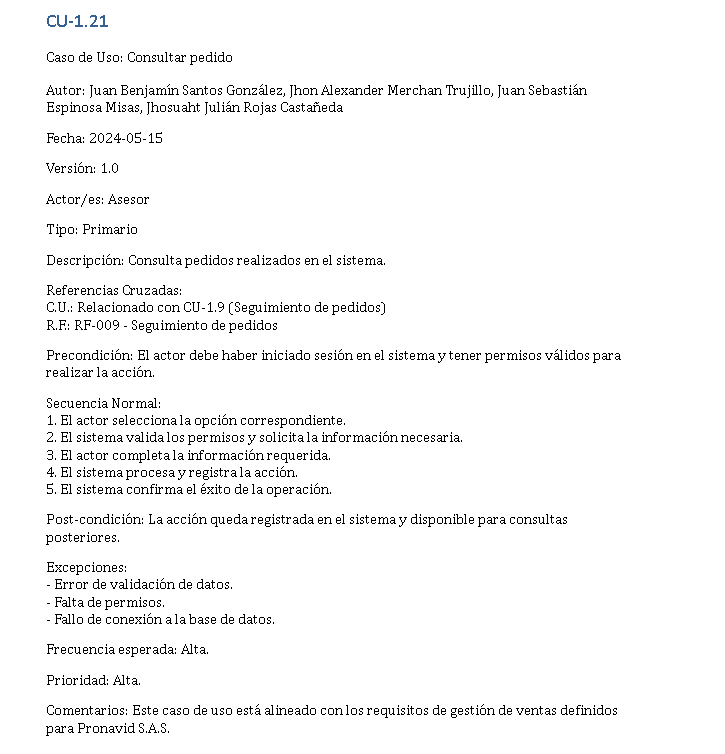 CU-1.21
Caso de Uso: Consultar pedido
Autor: Juan Benjamín Santos González, Jhon Alexander Merchan Trujillo, Juan Sebastián
Espinosa Misas, Jhosuaht Julián Rojas Castañeda
Fecha: 2024-05-15
Versión: 1.0
Actor/es: Asesor
Tipo: Primario
Descripción: Consulta pedidos realizados en el sistema.
Referencias Cruzadas:
C.U.: Relacionado con CU-1.9 (Seguimiento de pedidos)
R.F.: RF-009 - Seguimiento de pedidos
Precondición: El actor debe haber iniciado sesión en el sistema y tener permisos válidos para
realizar la acción.
Secuencia Normal:
1. El actor selecciona la opción correspondiente.
2. El sistema valida los permisos y solicita la información necesaria.
3. El actor completa la información requerida.
4. El sistema procesa y registra la acción.
5. El sistema confirma el éxito de la operación.
Post-condición: La acción queda registrada en el sistema y disponible para consultas
posteriores.
Excepciones:
- Error de validación de datos.
- Falta de permisos.
- Fallo de conexión a la base de datos.
Frecuencia esperada: Alta.
Prioridad: Alta.
Comentarios: Este caso de uso está alineado con los requisitos de gestión de ventas definidos
para Pronavid S.A.S.